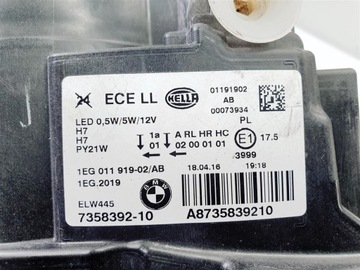 ECE LL HELLA 01191902
AB
00073934
LED 0,5W/5W/12V PL
H7 1a A RL HR HC
H7 01 02 00 01 01 E1 17.5
PY21W 3999
1EG 011 919-02/AB 18.04.16 19:18
1EG.2019
ELW445 BMW
7358392-10 A8735839210